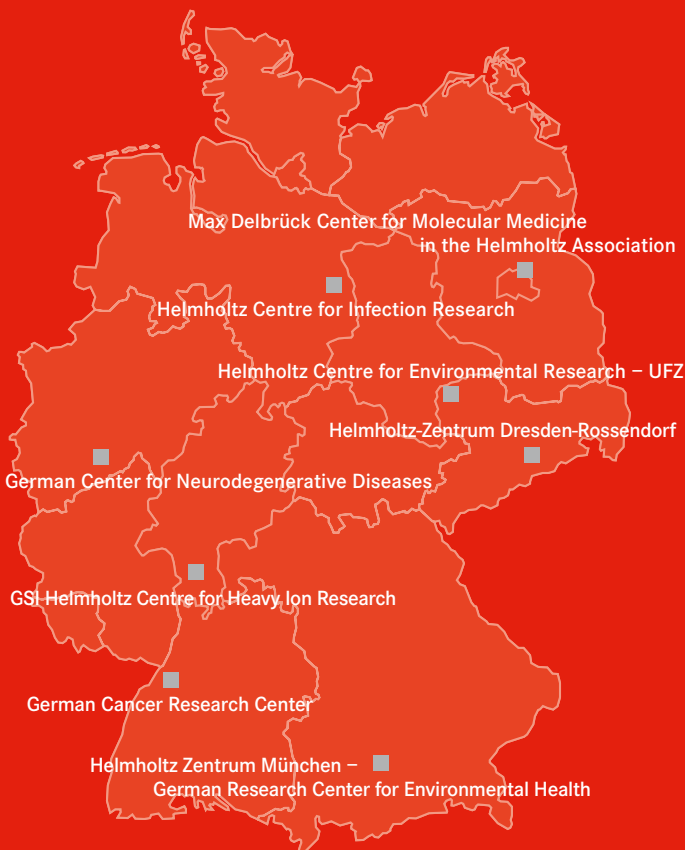 Max Delbrück Center for Molecular Medicine
in the Helmholtz Association
Helmholtz Centre for Infection Research
Helmholtz Centre for Environmental Research – UFZ
Helmholtz-Zentrum Dresden-Rossendorf
German Center for Neurodegenerative Diseases
GSI Helmholtz Centre for Heavy Ion Research
German Cancer Research Center
Helmholtz Zentrum München –
German Research Center for Environmental Health